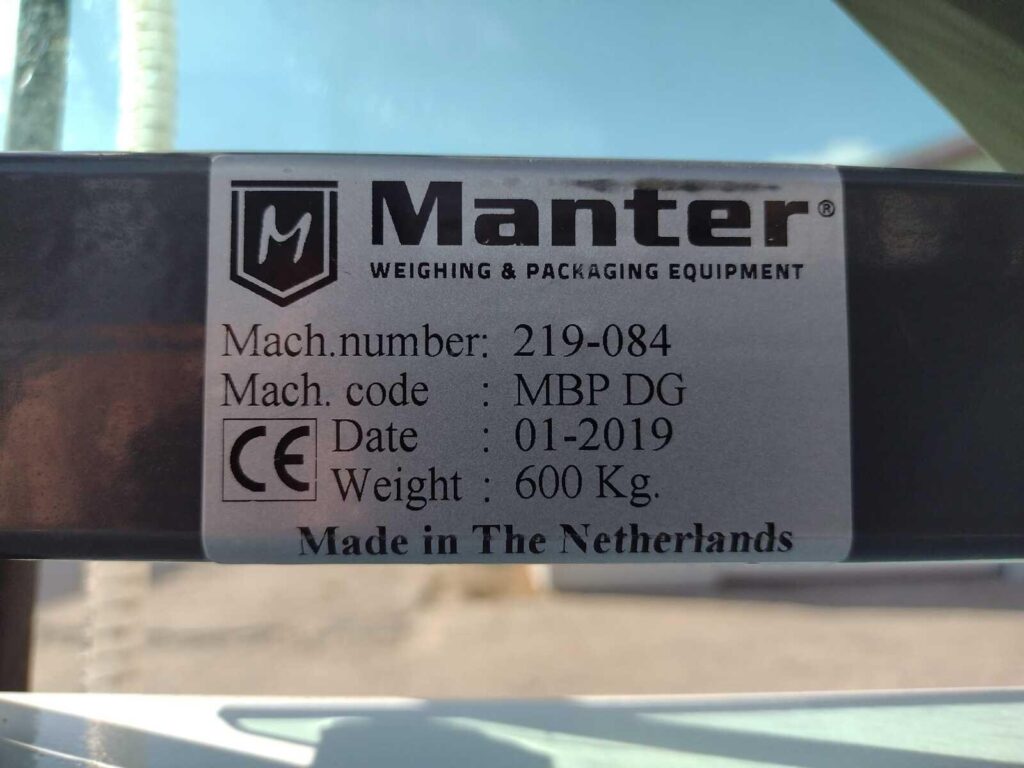 M
Manter®
WEIGHING & PACKAGING EQUIPMENT
Mach.number: 219-084
Mach. code : MBP DG
CE Date : 01-2019
Weight : 600 Kg.
Made in The Netherlands